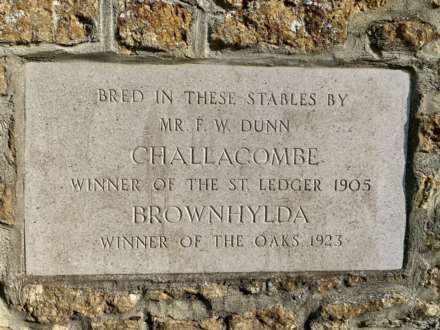 BRED IN THESE STABLES BY
MR. F. W. DUNN
CHALLACOMBE
WINNER OF THE ST. LEDGER 1905
BROWNHYLDA
WINNER OF THE OAKS 1923